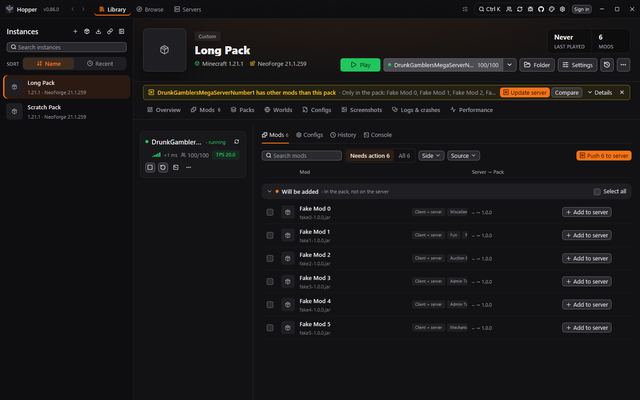 Hopper v0.86.0 Library Browse Servers Ctrl K Sign in
Instances
Search instances
SORT Name Recent
Long Pack
1.21.1 · NeoForge 21.1.259
Scratch Pack
1.21.1 · NeoForge 21.1.259
Custom
Long Pack
Minecraft 1.21.1 NeoForge 21.1.259
Never
LAST PLAYED
6
MODS
Play DrunkGamblersMegaServerN... 100/100 Folder Settings
DrunkGamblersMegaServerNumber1 has other mods than this pack · Only in the pack: Fake Mod 0, Fake Mod 1, Fake Mod 2, Fa... Update server Compare Details
Overview Mods 6 Packs Worlds Configs Screenshots Logs & crashes Performance
DrunkGambler... · running
<1 ms 100/100 TPS 20.0
Mods 6 Configs History Console
Search mods Needs action 6 All 6 Side Source Push 6 to server
Mod Server → Pack
Will be added · in the pack, not on the server Select all
Fake Mod 0
fake0-1.0.0.jar
Client + server – → 1.0.0 Add to server
Fake Mod 1
fake1-1.0.0.jar
Client + server Fun – → 1.0.0 Add to server
Fake Mod 2
fake2-1.0.0.jar
Client + server Auction – → 1.0.0 Add to server
Fake Mod 3
fake3-1.0.0.jar
Client + server Admin T – → 1.0.0 Add to server
Fake Mod 4
fake4-1.0.0.jar
Client + server Admin T – → 1.0.0 Add to server
Fake Mod 5
fake5-1.0.0.jar
Client + server – → 1.0.0 Add to server